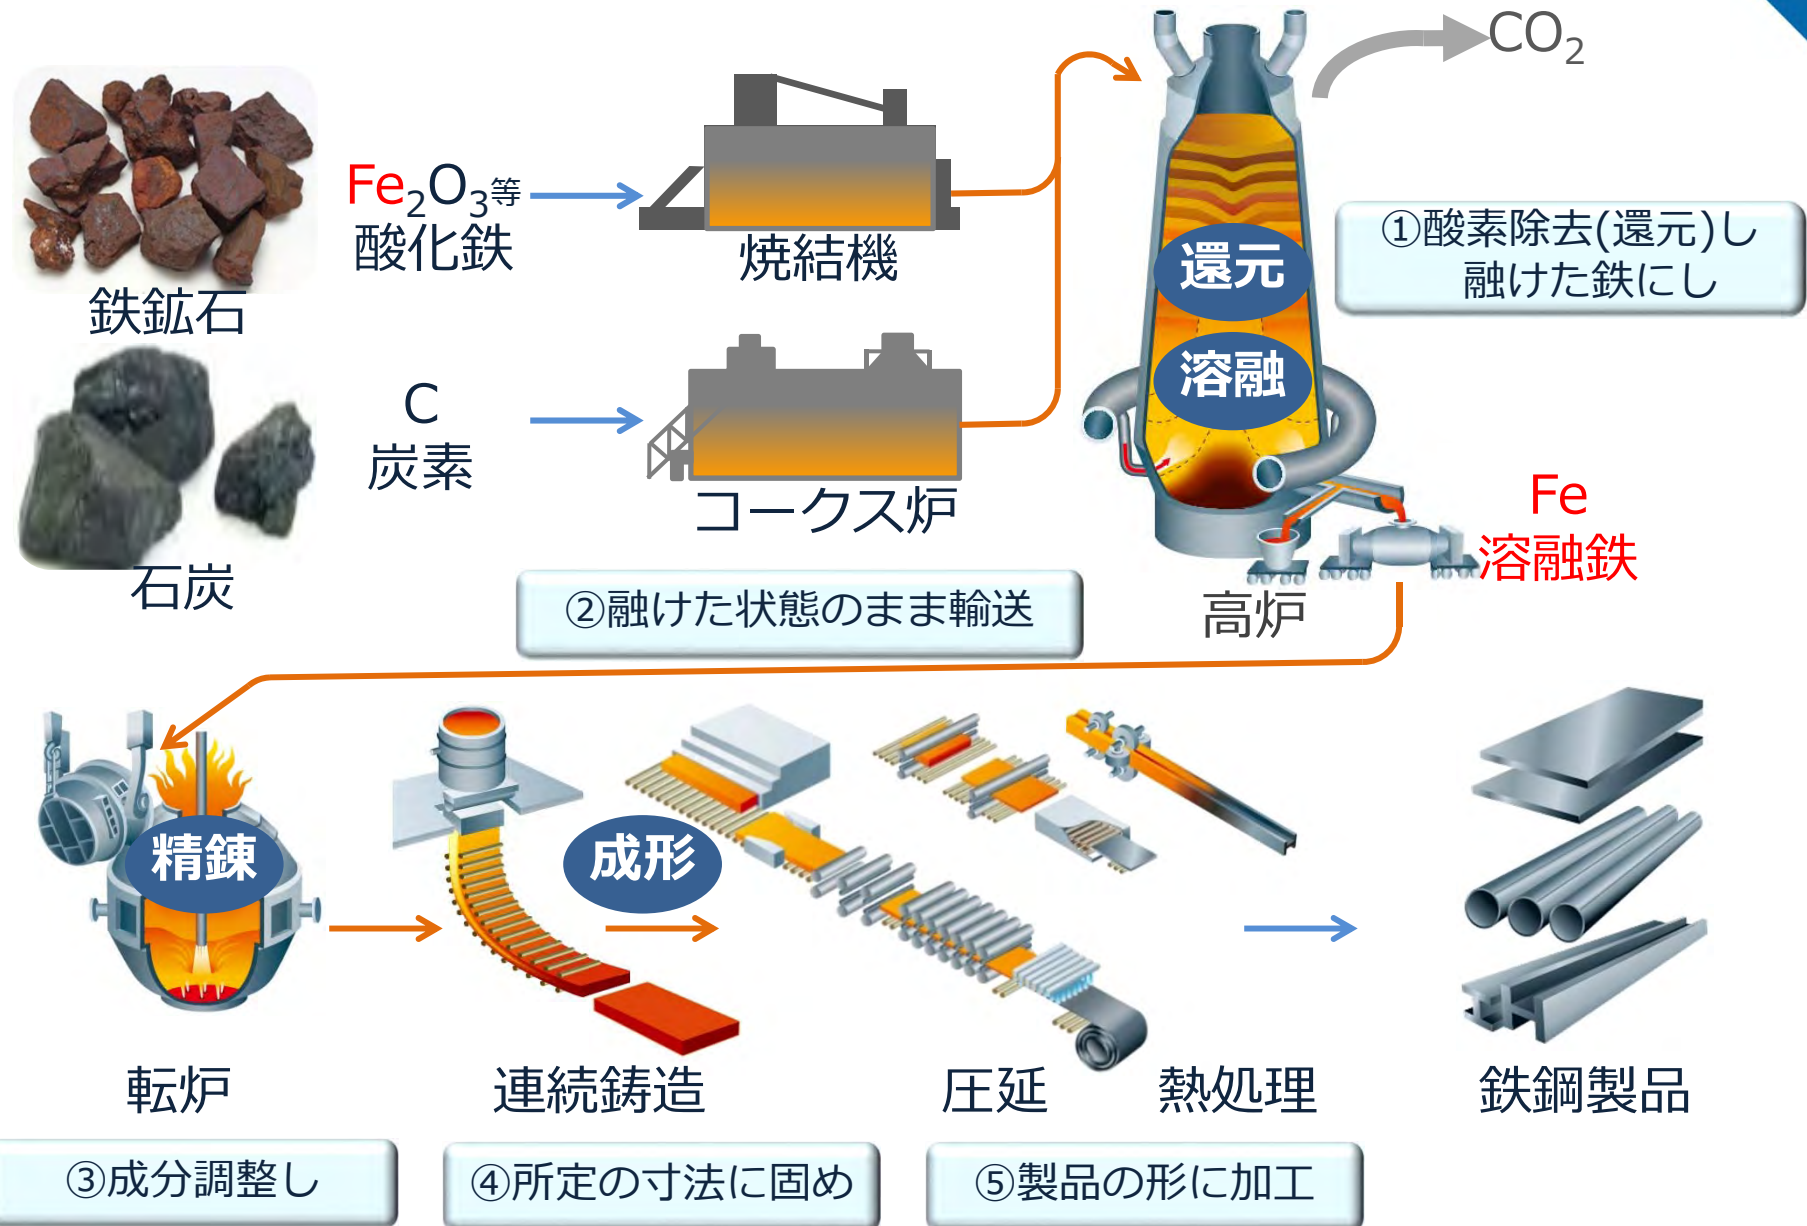 CO2
Fe2O3等
酸化鉄
鉄鉱石
焼結機
還元
溶融
①酸素除去(還元)し
融けた鉄にし
C
炭素
石炭
コークス炉
Fe
溶融鉄
高炉
②融けた状態のまま輸送
精錬
成形
転炉
連続鋳造
圧延
熱処理
鉄鋼製品
③成分調整し
④所定の寸法に固め
⑤製品の形に加工